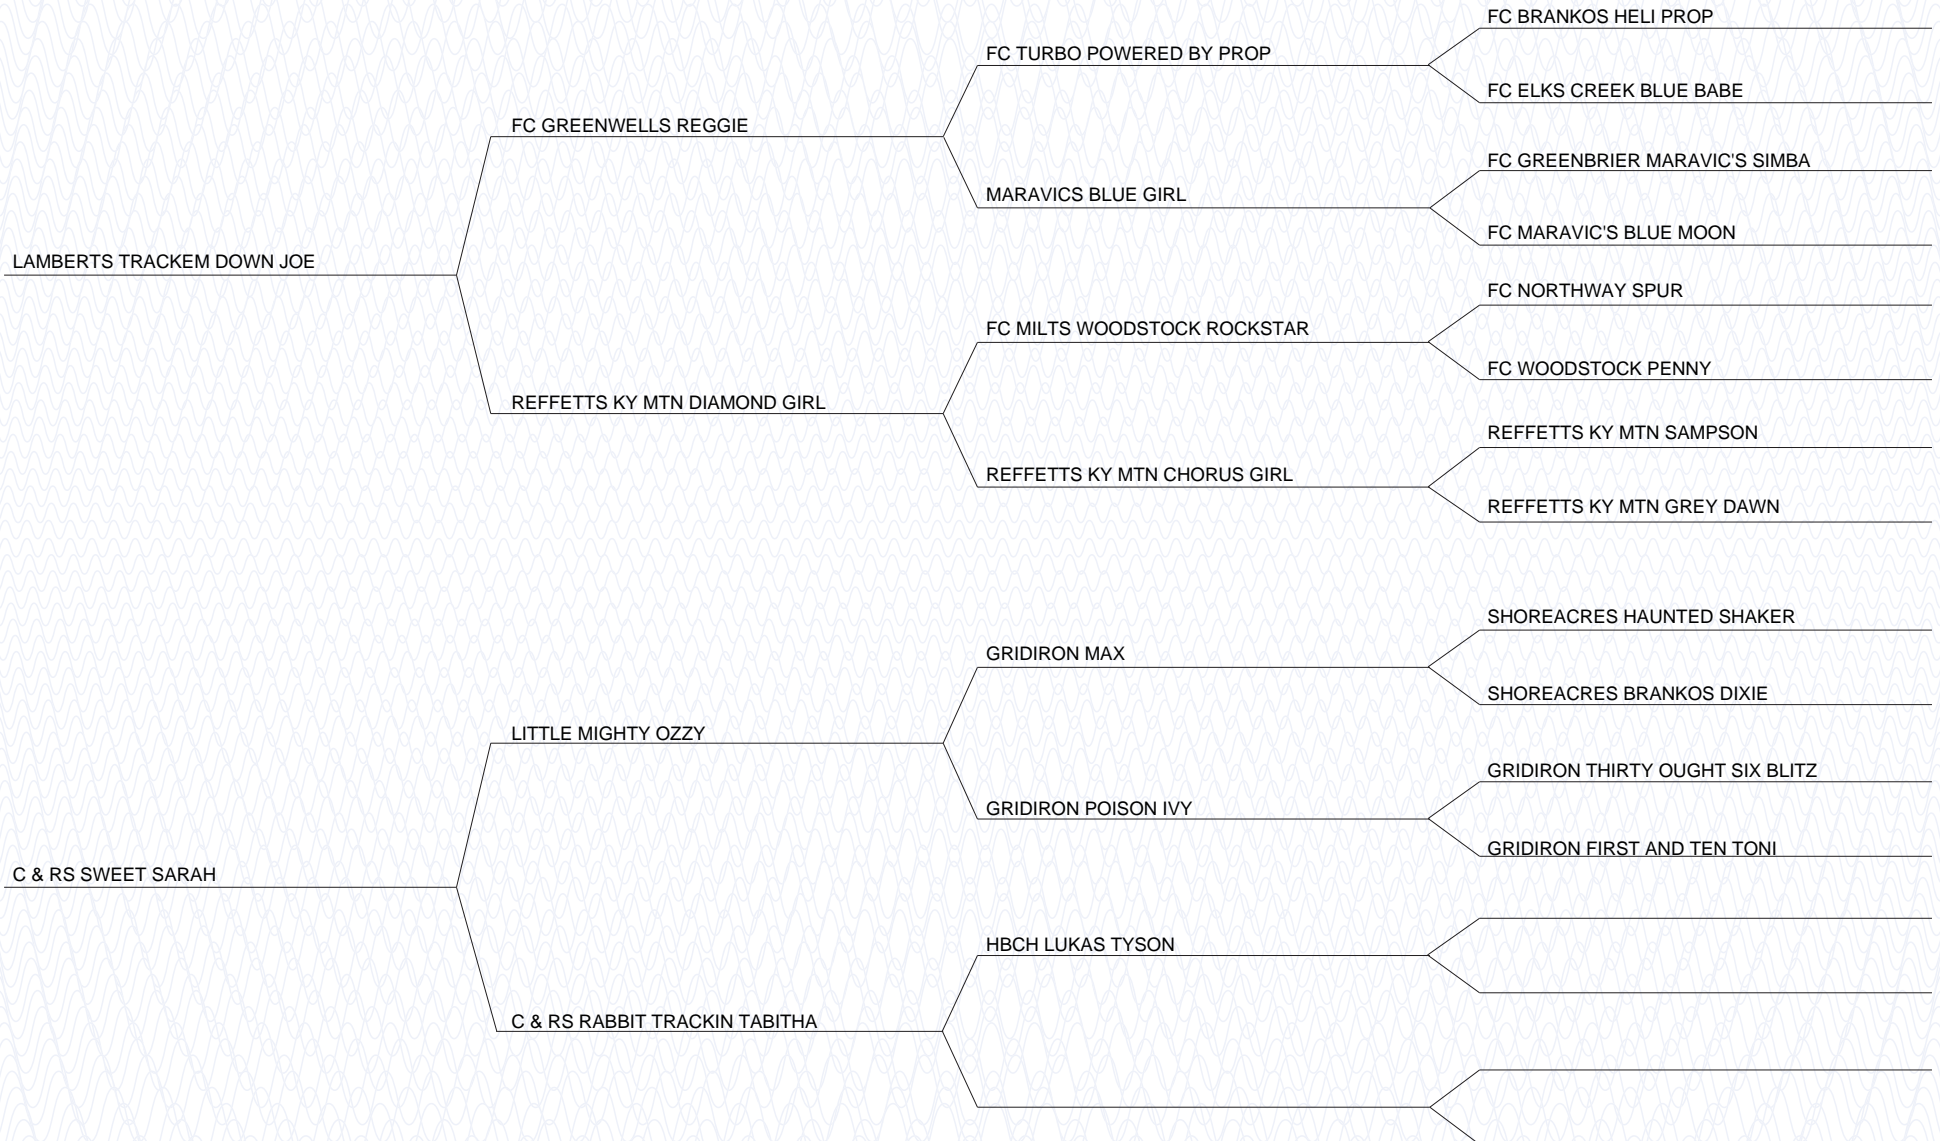 FC BRANKOS HELI PROP
FC TURBO POWERED BY PROP
FC ELKS CREEK BLUE BABE
FC GREENWELLS REGGIE
FC GREENBRIER MARAVIC'S SIMBA
MARAVICS BLUE GIRL
FC MARAVIC'S BLUE MOON
LAMBERTS TRACKEM DOWN JOE
FC NORTHWAY SPUR
FC MILTS WOODSTOCK ROCKSTAR
FC WOODSTOCK PENNY
REFFETTS KY MTN DIAMOND GIRL
REFFETTS KY MTN SAMPSON
REFFETTS KY MTN CHORUS GIRL
REFFETTS KY MTN GREY DAWN
SHOREACRES HAUNTED SHAKER
GRIDIRON MAX
SHOREACRES BRANKOS DIXIE
LITTLE MIGHTY OZZY
GRIDIRON THIRTY OUGHT SIX BLITZ
GRIDIRON POISON IVY
GRIDIRON FIRST AND TEN TONI
C & RS SWEET SARAH
HBCH LUKAS TYSON
C & RS RABBIT TRACKIN TABITHA